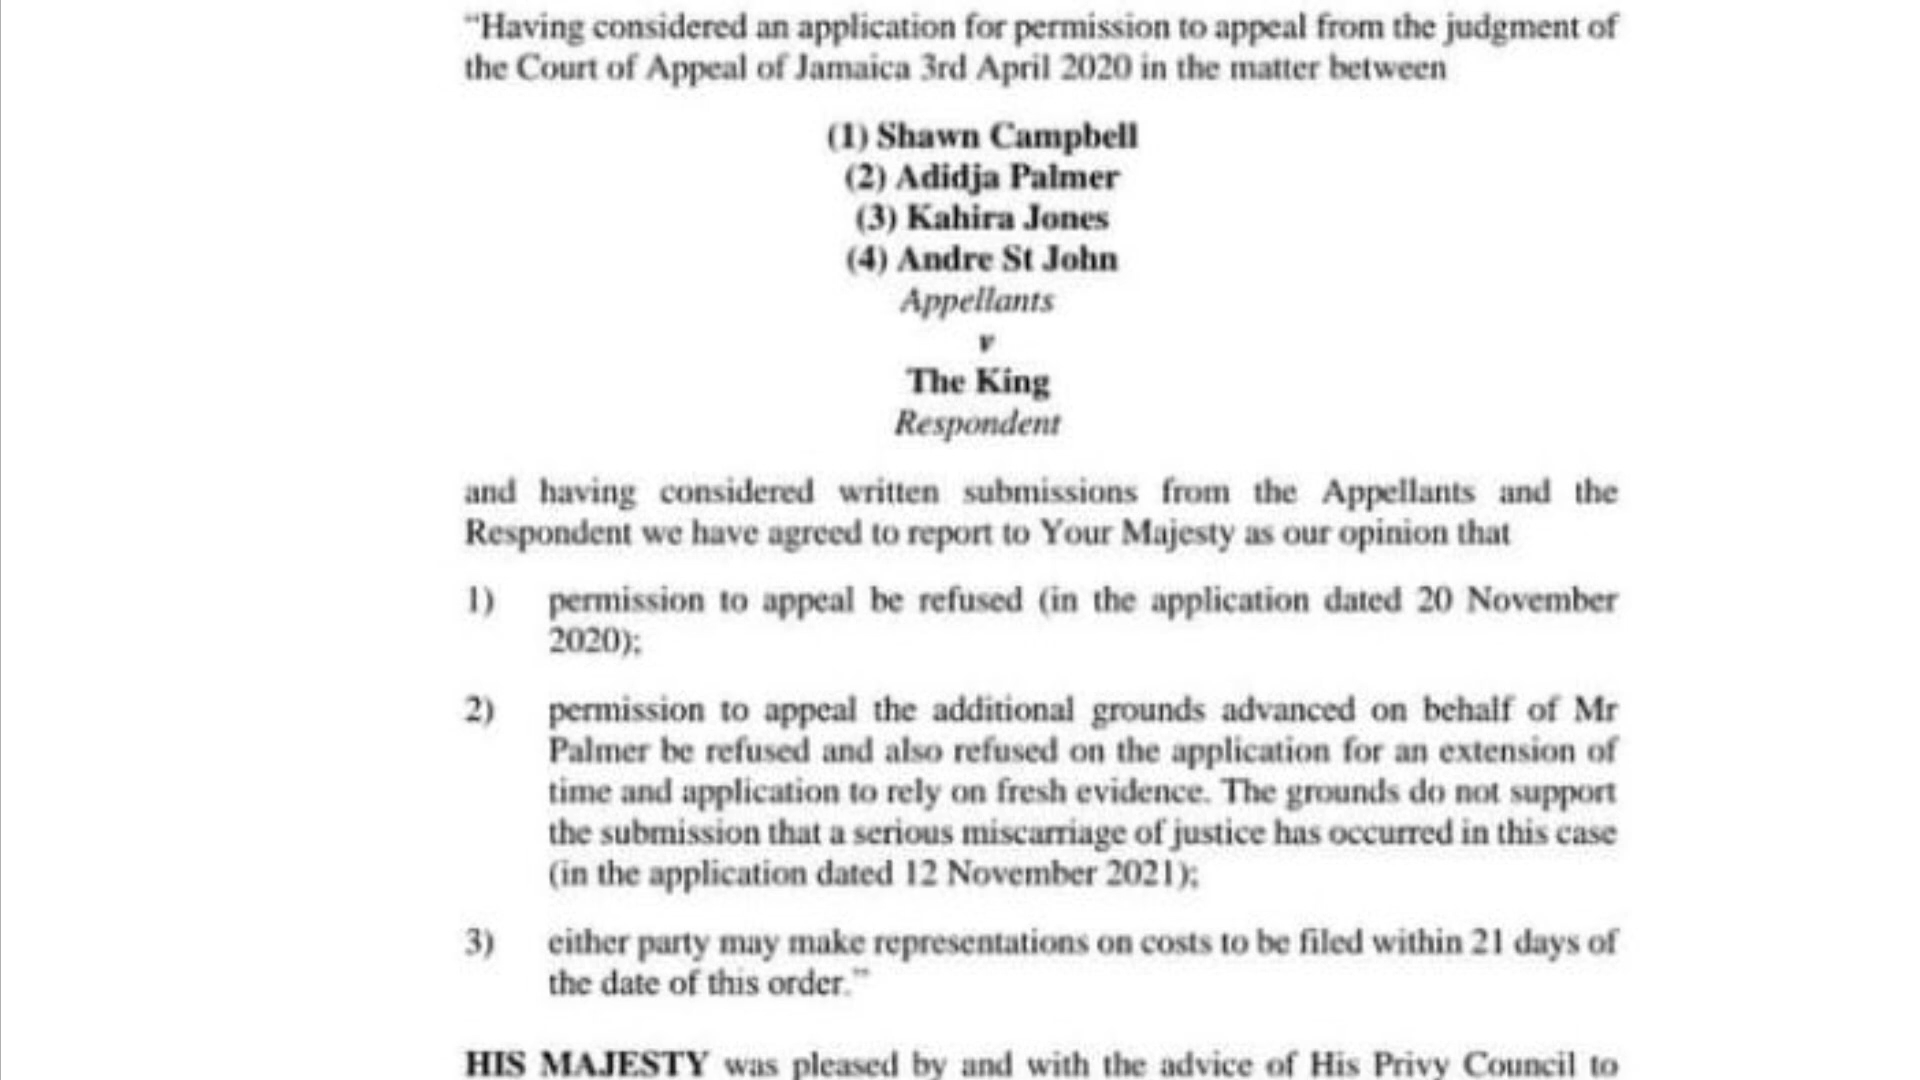 "Having considered an application for permission to appeal from the judgment of
the Court of Appeal of Jamaica 3rd April 2020 in the matter between
(1) Shawn Campbell
(2) Adidja Palmer
(3) Kahira Jones
(4) Andre St John
Appellants
v
The King
Respondent
and having considered written submissions from the Appellants and the
Respondent we have agreed to report to Your Majesty as our opinion that
1) permission to appeal be refused (in the application dated 20 November
2020);
2) permission to appeal the additional grounds advanced on behalf of Mr
Palmer be refused and also refused on the application for an extension of
time and application to rely on fresh evidence. The grounds do not support
the submission that a serious miscarriage of justice has occurred in this case
(in the application dated 12 November 2021);
3) either party may make representations on costs to be filed within 21 days of
the date of this order."
HIS MAJESTY was pleased by and with the advice of His Privy Council to